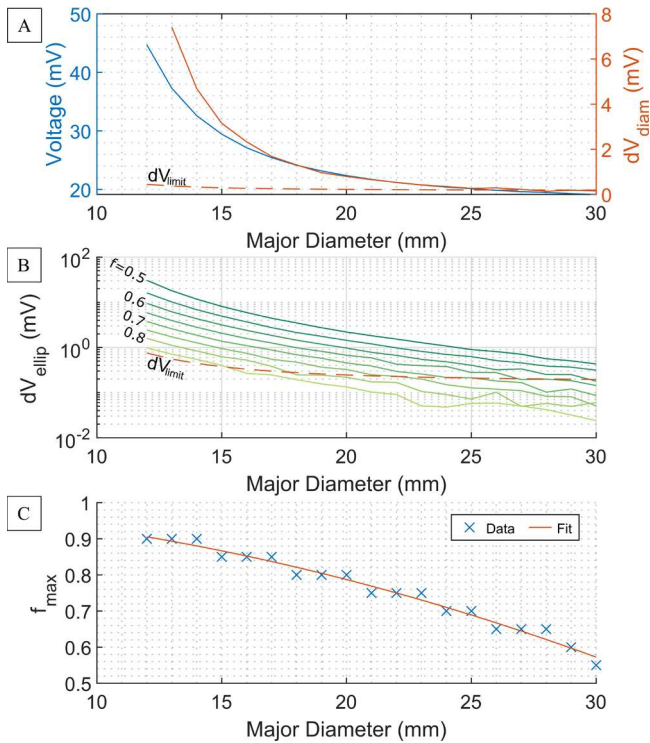 A
50
40
30
20
Voltage (mV)
8
6
4
2
0
dV_diam (mV)
dV_limit
10 15 20 25 30
Major Diameter (mm)
B
10^2
10^0
10^-2
dV_ellip (mV)
f=0.5
0.6
0.7
0.8
dV_limit
10 15 20 25 30
Major Diameter (mm)
C
1
0.9
0.8
0.7
0.6
0.5
f_max
Data Fit
10 15 20 25 30
Major Diameter (mm)